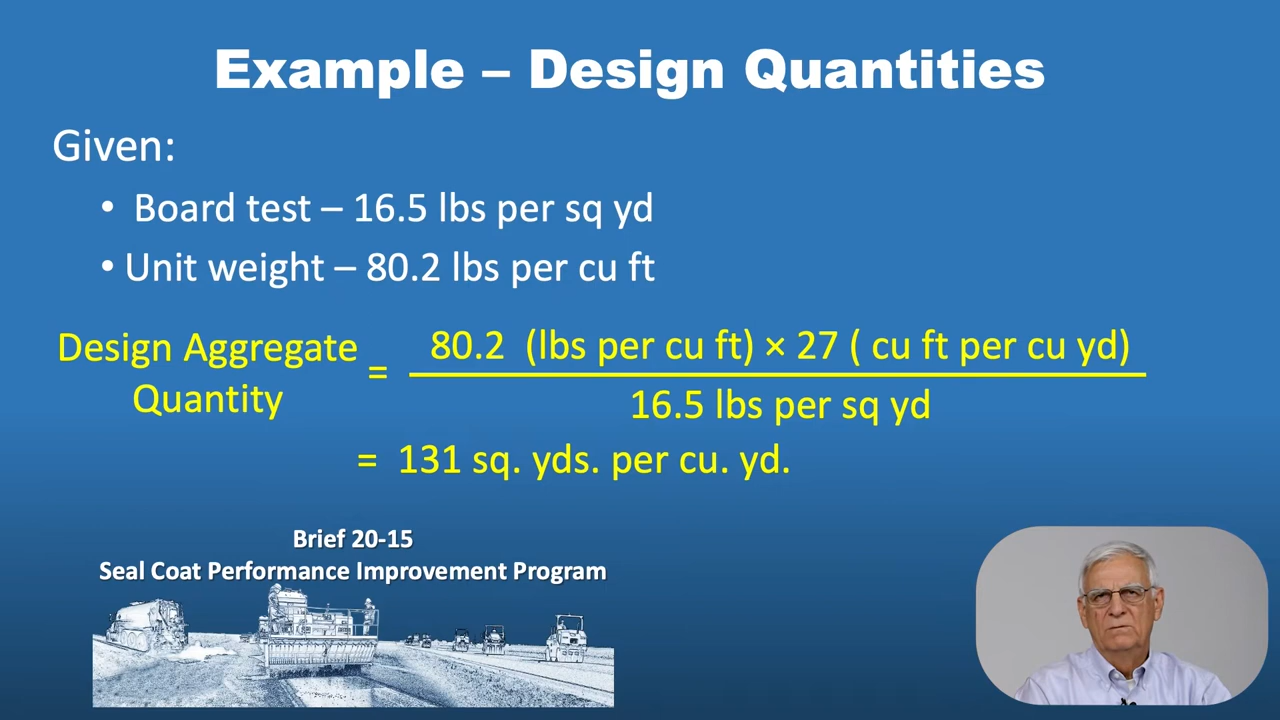 Example – Design Quantities
Given:
• Board test – 16.5 lbs per sq yd
• Unit weight – 80.2 lbs per cu ft
Design Aggregate Quantity = 80.2 (lbs per cu ft) × 27 ( cu ft per cu yd)
16.5 lbs per sq yd
= 131 sq. yds. per cu. yd.
Brief 20-15
Seal Coat Performance Improvement Program